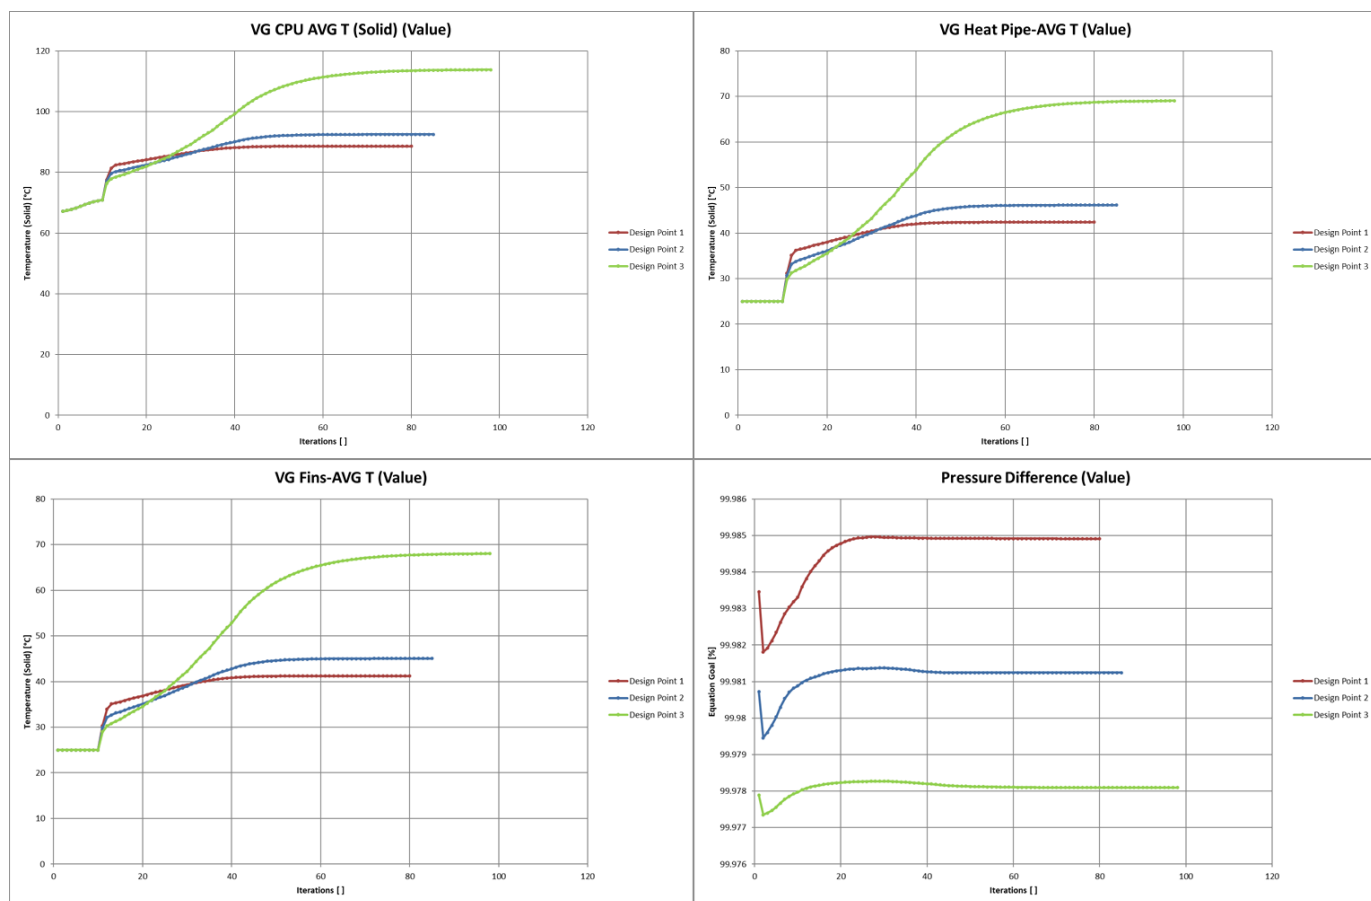 VG CPU AVG T (Solid) (Value)
Temperature (Solid) [°C]
120
100
80
60
40
20
0
0 20 40 60 80 100 120
Iterations [ ]
Design Point 1
Design Point 2
Design Point 3
VG Heat Pipe-AVG T (Value)
Temperature (Solid) [°C]
80
70
60
50
40
30
20
10
0
0 20 40 60 80 100 120
Iterations [ ]
Design Point 1
Design Point 2
Design Point 3
VG Fins-AVG T (Value)
Temperature (Solid) [°C]
80
70
60
50
40
30
20
10
0
0 20 40 60 80 100 120
Iterations [ ]
Design Point 1
Design Point 2
Design Point 3
Pressure Difference (Value)
Equation Goal [%]
99.986
99.985
99.984
99.983
99.982
99.981
99.98
99.979
99.978
99.977
99.976
0 20 40 60 80 100 120
Iterations [ ]
Design Point 1
Design Point 2
Design Point 3